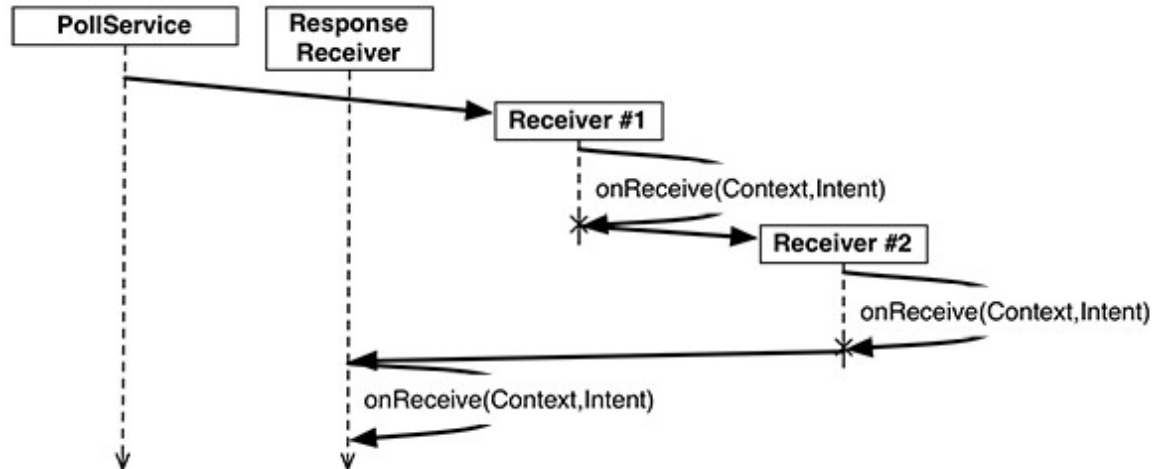 PollService
Response
Receiver
Receiver #1
onReceive(Context,Intent)
Receiver #2
onReceive(Context,Intent)
onReceive(Context,Intent)